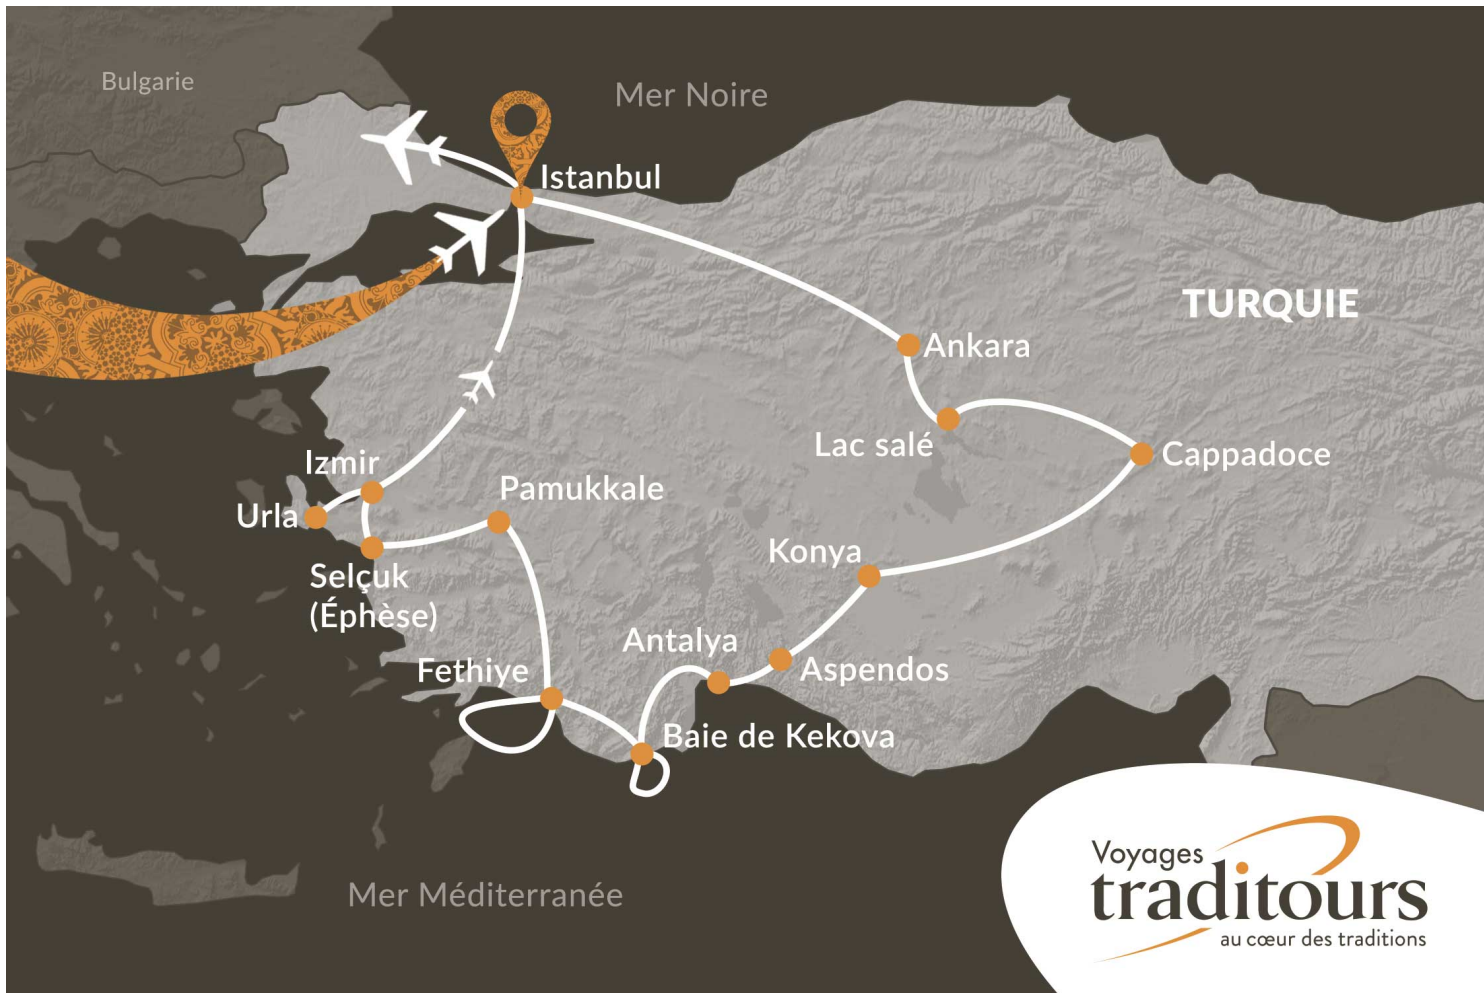 Bulgarie
Mer Noire
Istanbul
TURQUIE
Ankara
Lac salé
Cappadoce
Izmir
Pamukkale
Urla
Konya
Selçuk
(Éphèse)
Antalya
Aspendos
Fethiye
Baie de Kekova
Mer Méditerranée
Voyages
traditours
au cœur des traditions